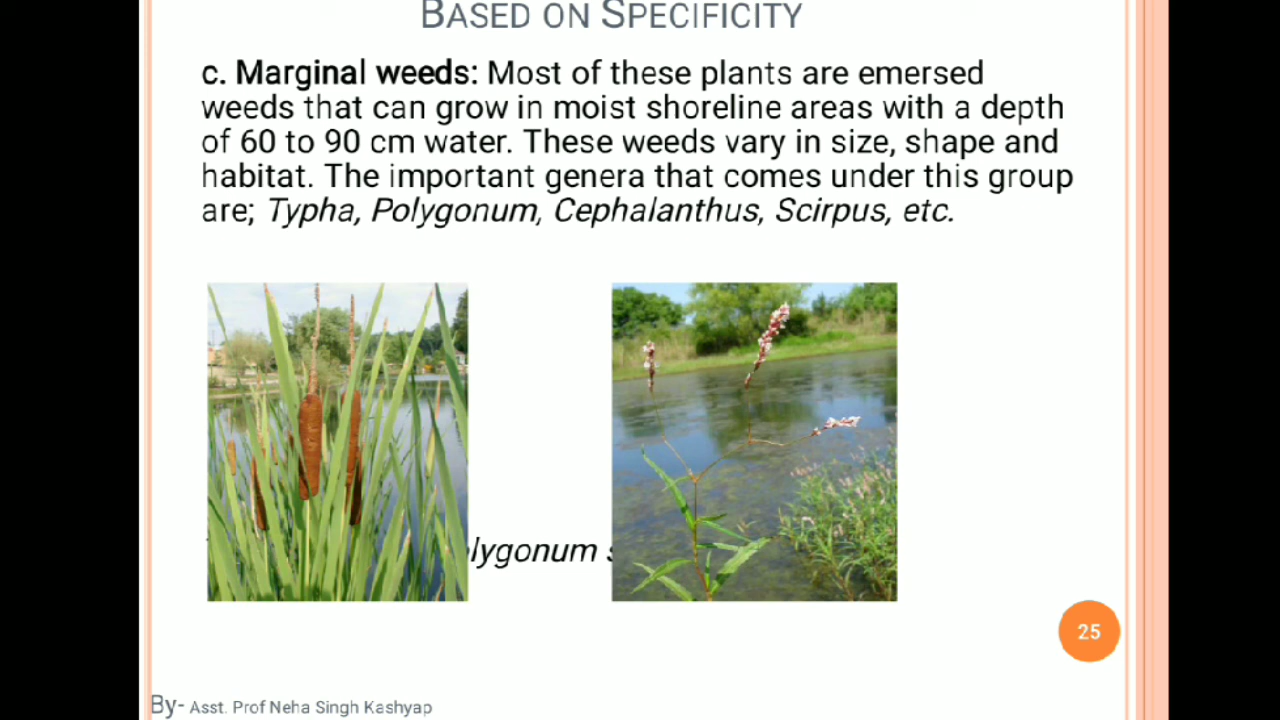 BASED ON SPECIFICITY
c. Marginal weeds: Most of these plants are emersed
weeds that can grow in moist shoreline areas with a depth
of 60 to 90 cm water. These weeds vary in size, shape and
habitat. The important genera that comes under this group
are; Typha, Polygonum, Cephalanthus, Scirpus, etc.
lygonum s
25
By- Asst. Prof Neha Singh Kashyap